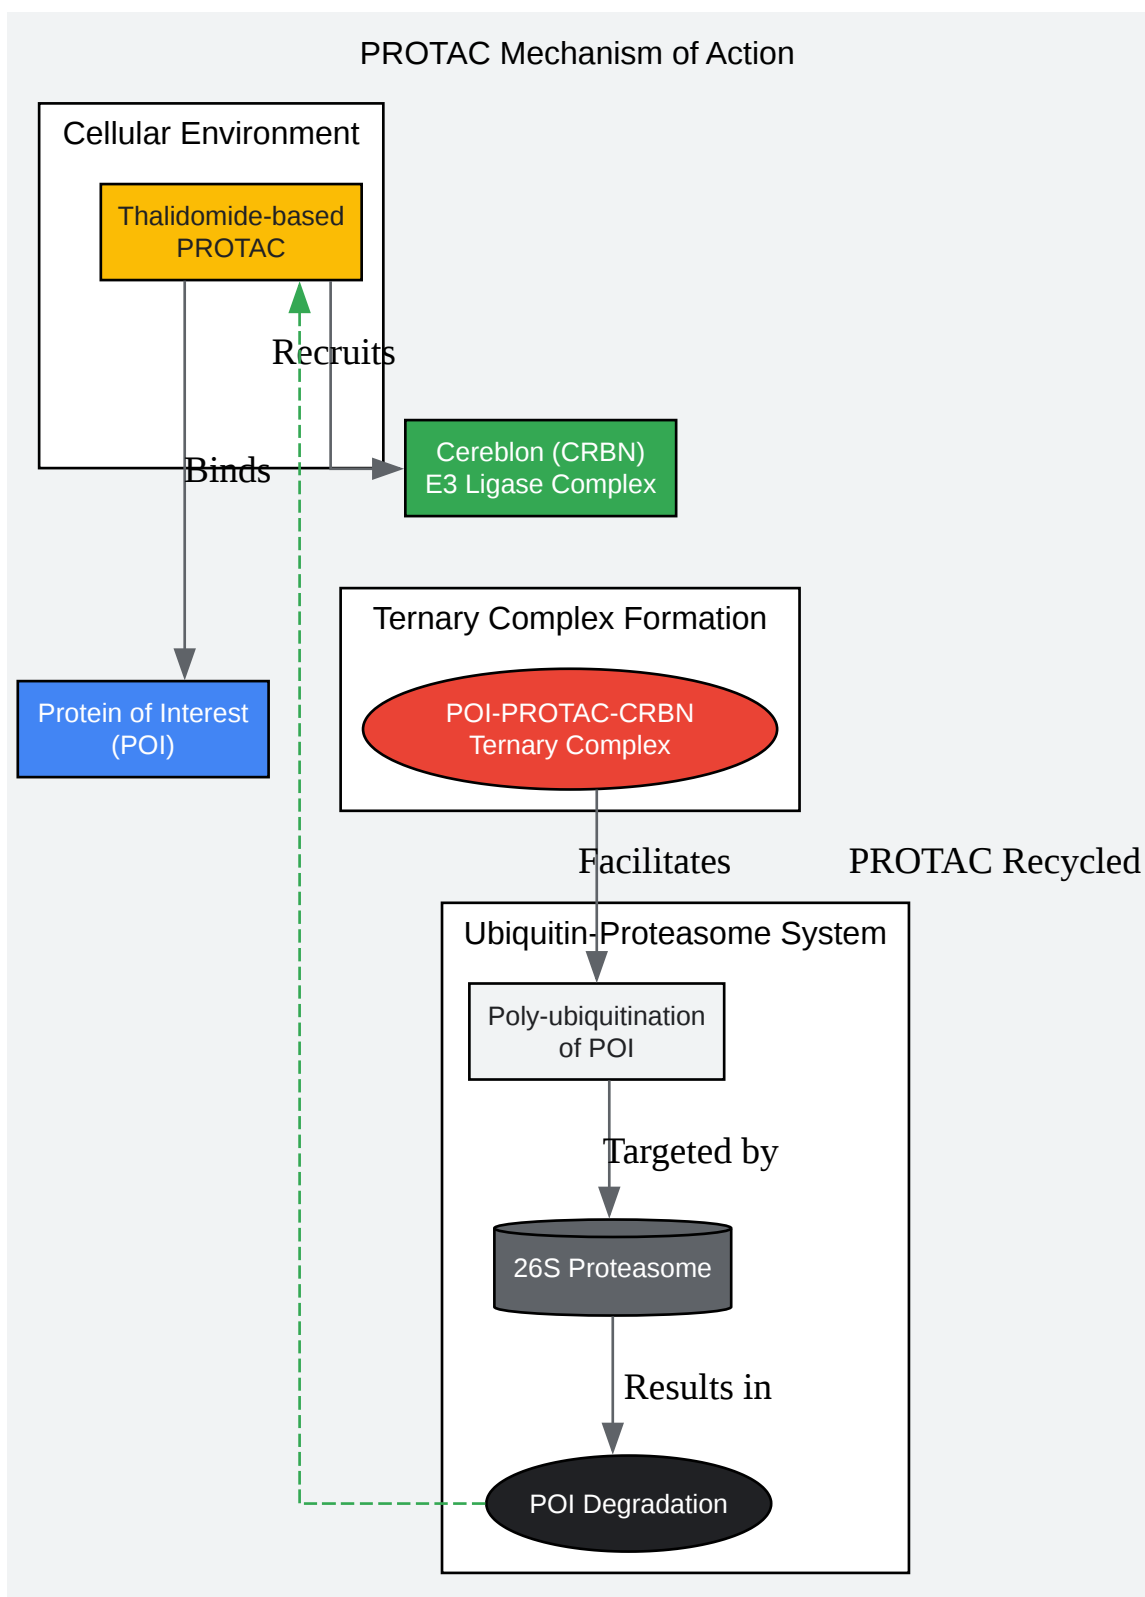 PROTAC Mechanism of Action
Cellular Environment
Thalidomide-based
PROTAC
Recruits
Binds
Cereblon (CRBN)
E3 Ligase Complex
Ternary Complex Formation
POI-PROTAC-CRBN
Ternary Complex
Protein of Interest
(POI)
Facilitates
PROTAC Recycled
Ubiquitin-Proteasome System
Poly-ubiquitination
of POI
Targeted by
26S Proteasome
Results in
POI Degradation